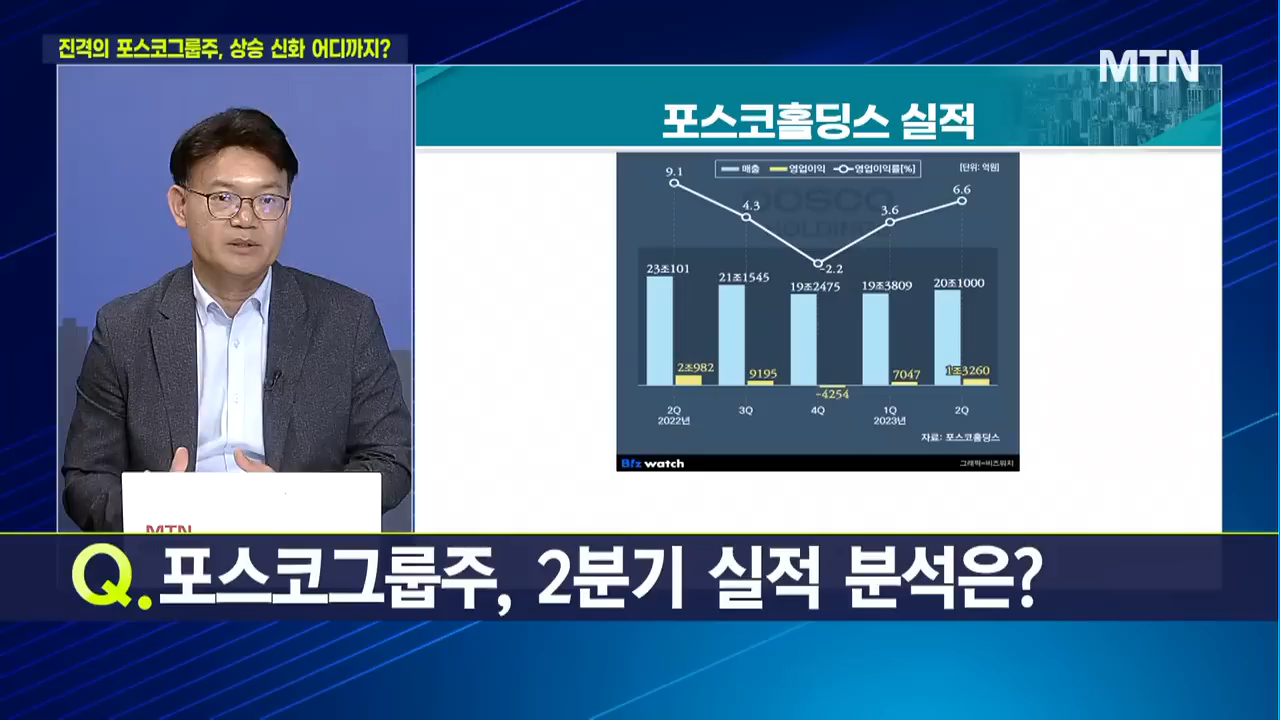 진격의 포스코그룹주, 상승 신화 어디까지?
MTN
포스코홀딩스 실적
매출 영업이익 영업이익률[%]
[단위: 억원]
POSCO
HOLDINGS
9.1
4.3
-2.2
3.6
6.6
23조101
21조1545
19조2475
19조3809
20조1000
2조982
9195
-4254
7047
1조3260
2Q 3Q 4Q 1Q 2Q
2022년 2023년
자료: 포스코홀딩스
Biz watch
그래픽=비즈워치
MTN
Q. 포스코그룹주, 2분기 실적 분석은?